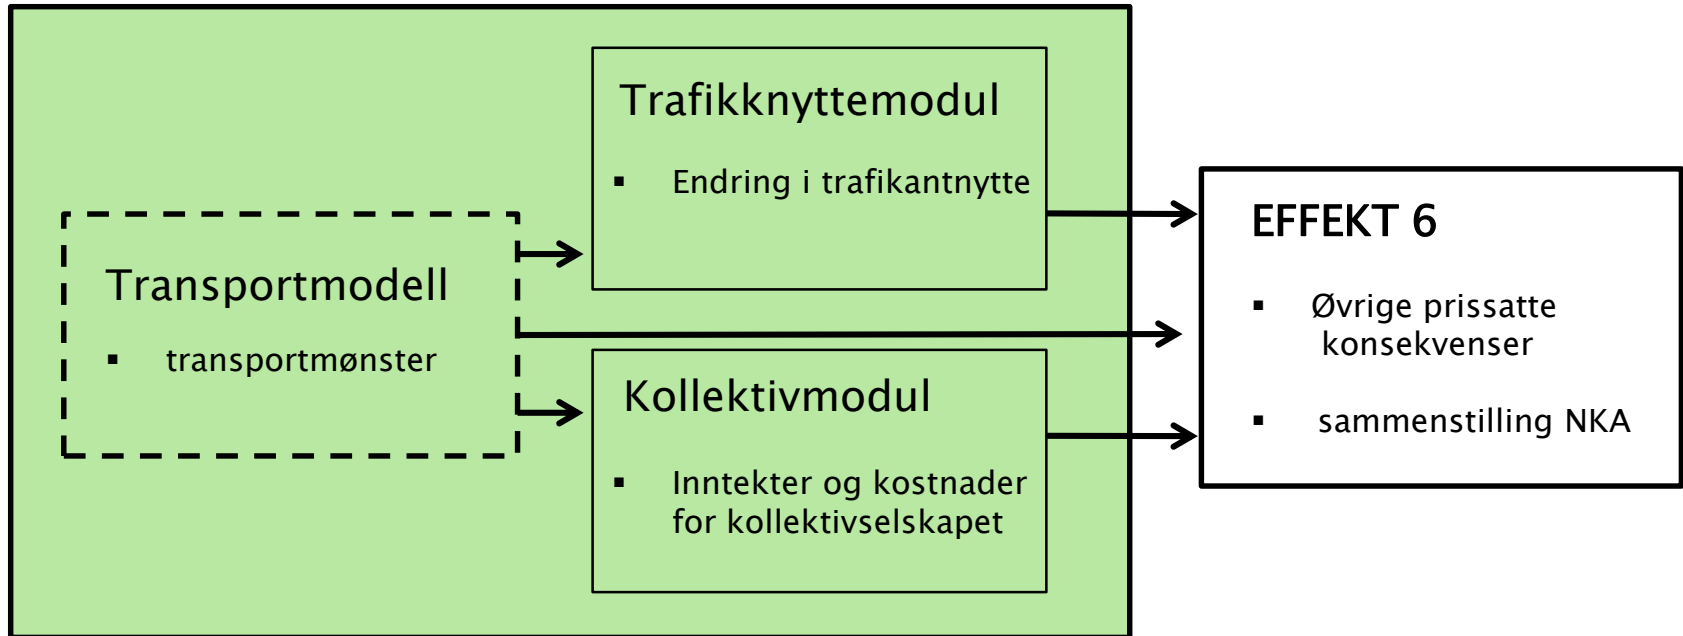 Transportmodell
▪ transportmønster
Trafikknyttemodul
▪ Endring i trafikantnytte
Kollektivmodul
▪ Inntekter og kostnader
for kollektivselskapet
EFFEKT 6
▪ Øvrige prissatte
konsekvenser
▪ sammenstilling NKA